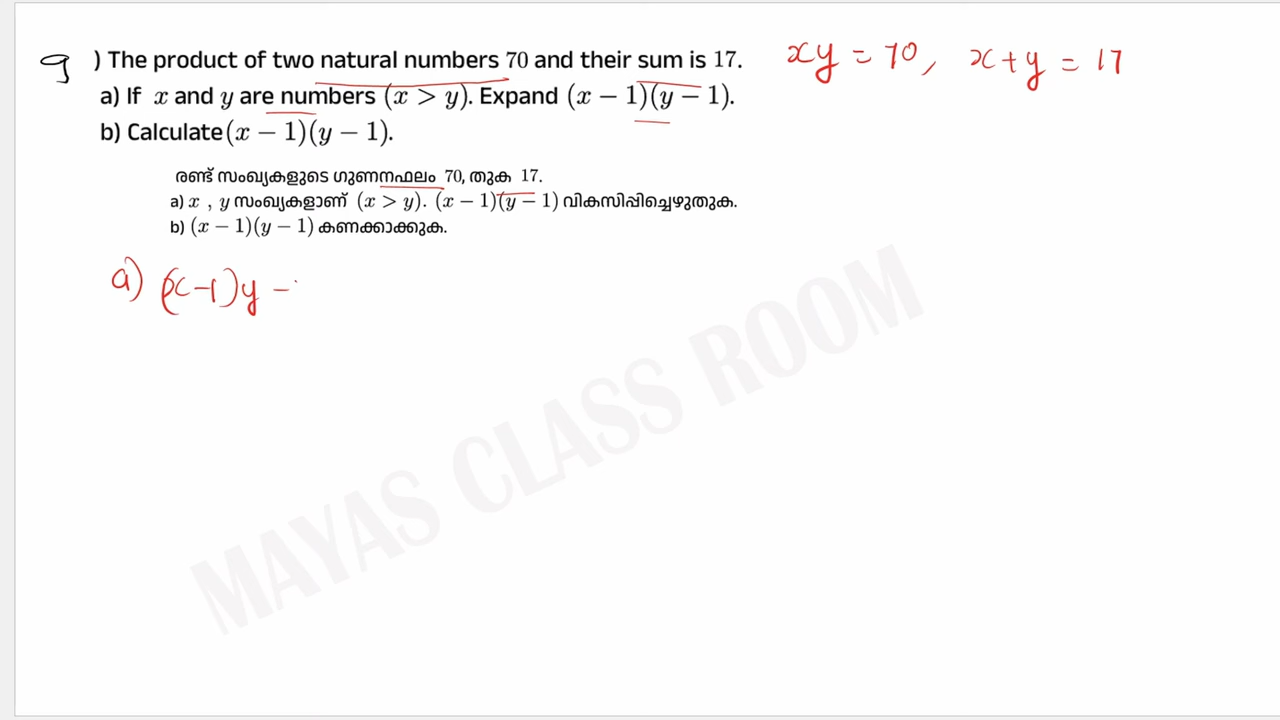 9 ) The product of two natural numbers 70 and their sum is 17. xy = 70, x+y = 17
a) If x and y are numbers (x > y). Expand (x − 1)(y − 1).
b) Calculate(x − 1)(y − 1).
രണ്ട് സംഖ്യകളുടെ ഗുണനഫലം 70, തുക 17.
a) x , y സംഖ്യകളാണ് (x > y). (x − 1)(y − 1) വികസിപ്പിച്ചെഴുതുക.
b) (x − 1)(y − 1) കണക്കാക്കുക.
a) (x-1)y -
MAYAS CLASS ROOM